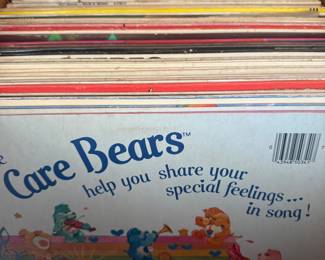 Care Bears™
help you share your
special feelings...
in song!